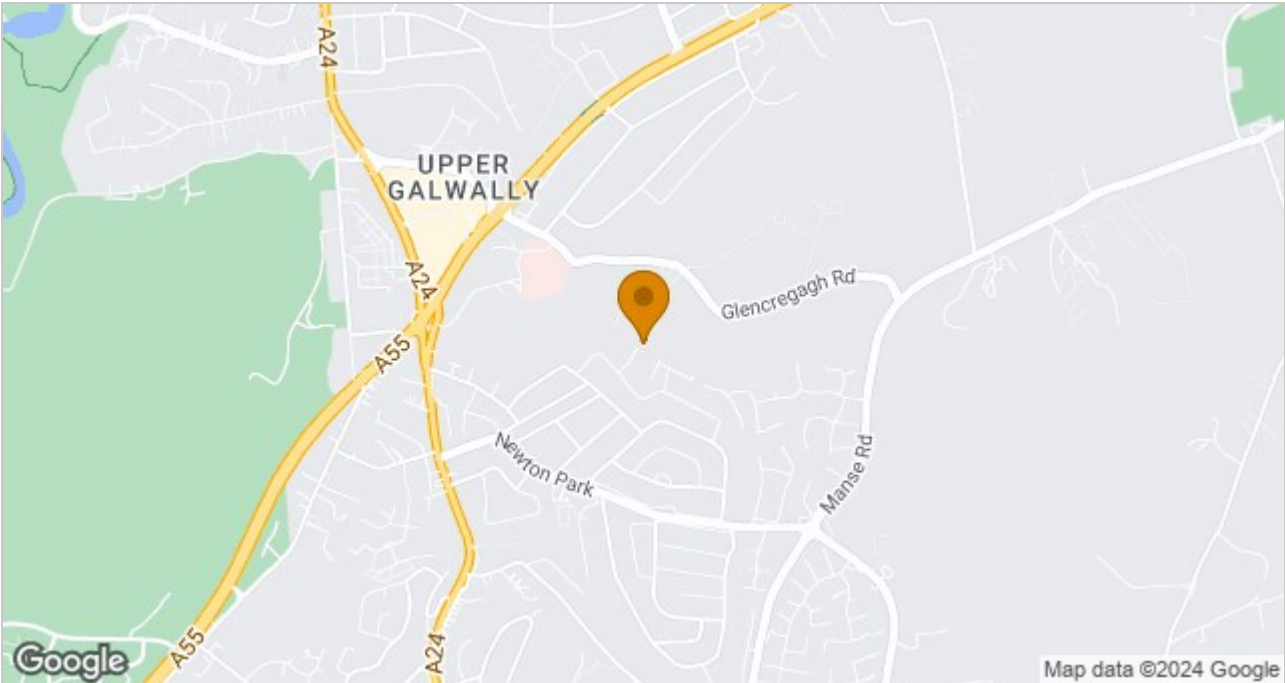 A24
UPPER
GALWALLY
A24
Glencregagh Rd
A55
Newton Park
Manse Rd
A55
A24
Google
Map data ©2024 Google